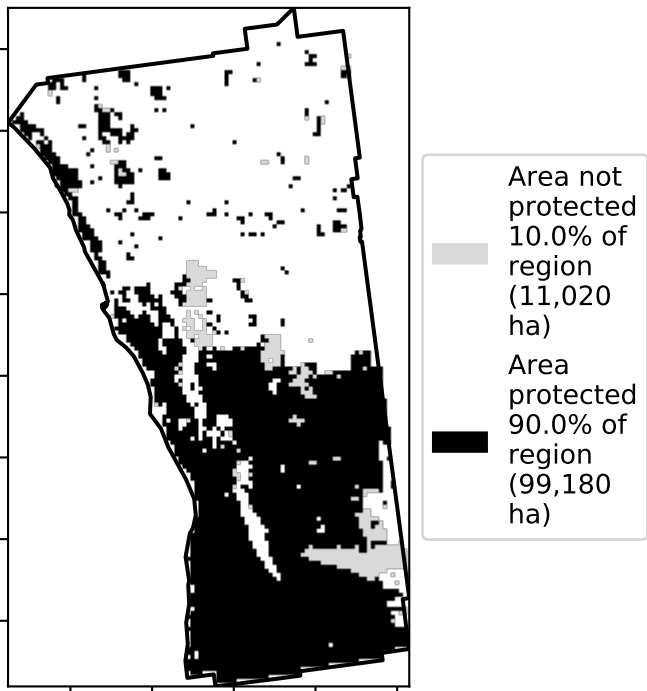 Area not
protected
10.0% of
region
(11,020
ha)
Area
protected
90.0% of
region
(99,180
ha)